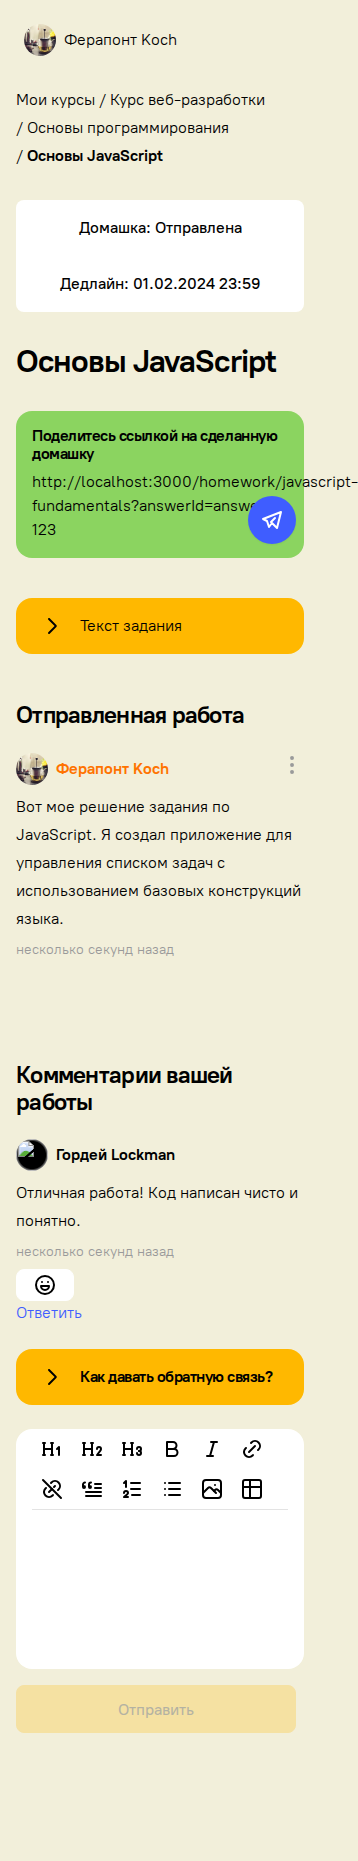 Ферапонт Koch
Мои курсы / Курс веб-разработки
/ Основы программирования
/ Основы JavaScript
Домашка: Отправлена
Дедлайн: 01.02.2024 23:59
Основы JavaScript
Поделитесь ссылкой на сделанную
домашку
http://localhost:3000/homework/javascript-
fundamentals?answerId=answe
123
Текст задания
Отправленная работа
Ферапонт Koch
Вот мое решение задания по
JavaScript. Я создал приложение для
управления списком задач с
использованием базовых конструкций
языка.
несколько секунд назад
Комментарии вашей
работы
Гордей Lockman
Отличная работа! Код написан чисто и
понятно.
несколько секунд назад
Ответить
Как давать обратную связь?
H1 H2 H3 B I
Отправить